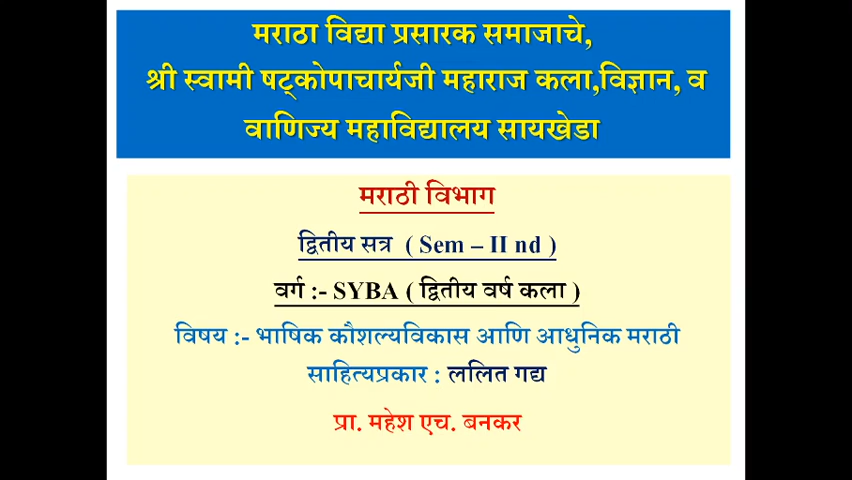 मराठा विद्या प्रसारक समाजाचे,
श्री स्वामी षट्कोपाचार्यजी महाराज कला,विज्ञान, व
वाणिज्य महाविद्यालय सायखेडा
मराठी विभाग
द्वितीय सत्र ( Sem – II nd )
वर्ग :- SYBA ( द्वितीय वर्ष कला )
विषय :- भाषिक कौशल्यविकास आणि आधुनिक मराठी
साहित्यप्रकार : ललित गद्य
प्रा. महेश एच. बनकर